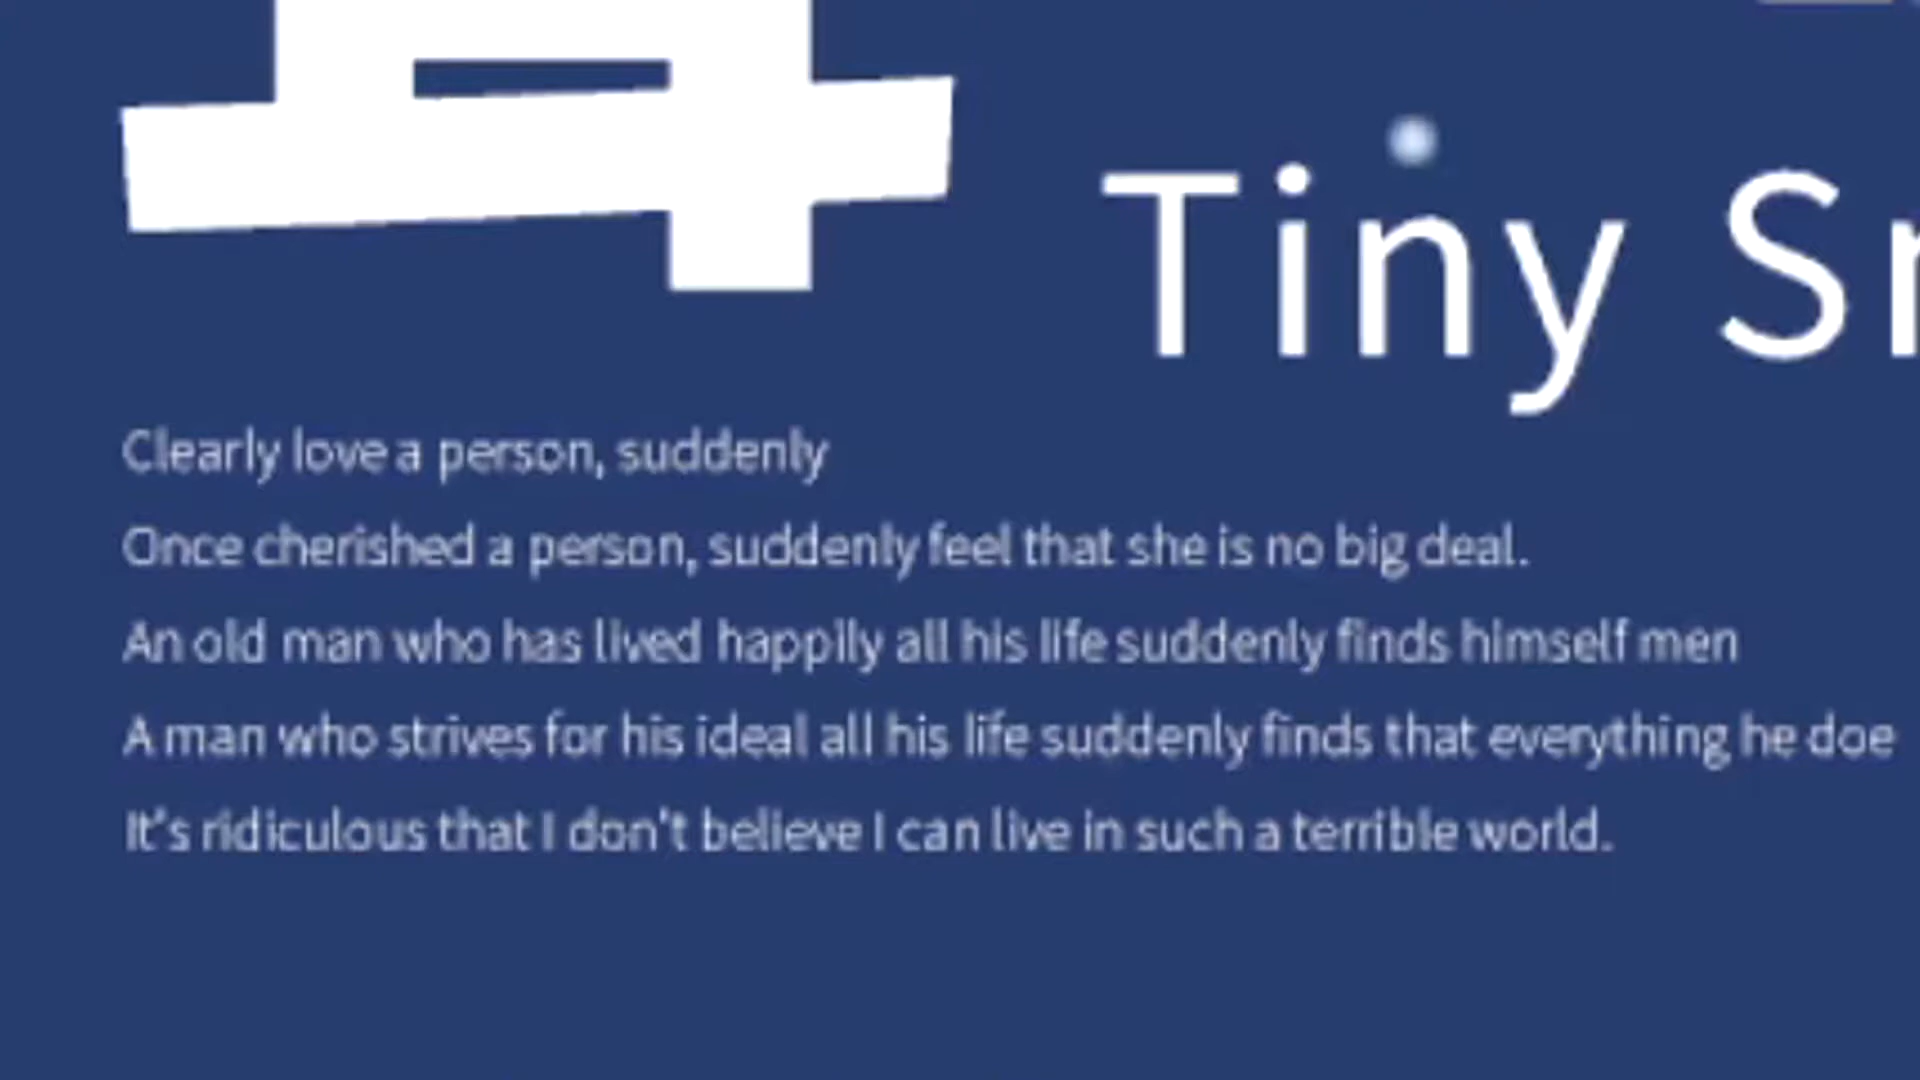 Tiny S
Clearly love a person, suddenly
Once cherished a person, suddenly feel that she is no big deal.
An old man who has lived happily all his life suddenly finds himself men
A man who strives for his ideal all his life suddenly finds that everything he doe
It's ridiculous that I don't believe I can live in such a terrible world.